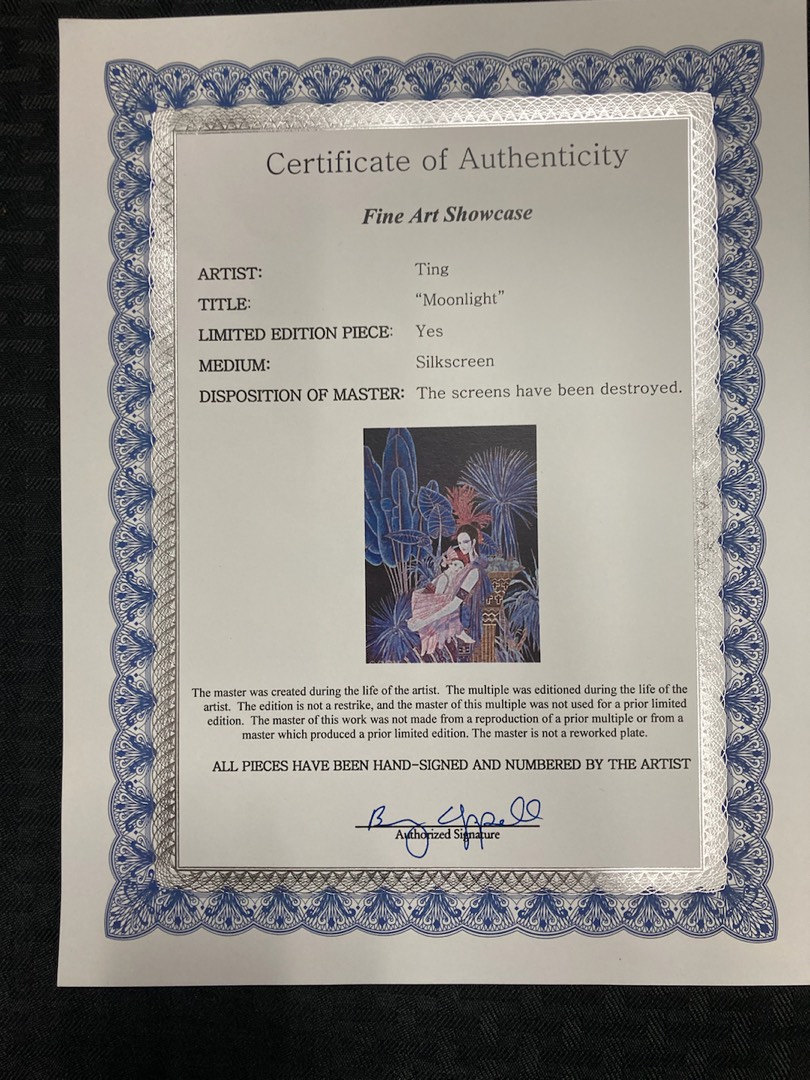 Certificate of Authenticity
Fine Art Showcase
ARTIST: Ting
TITLE: “Moonlight”
LIMITED EDITION PIECE: Yes
MEDIUM: Silkscreen
DISPOSITION OF MASTER: The screens have been destroyed.
The master was created during the life of the artist. The multiple was editioned during the life of the
artist. The edition is not a restrike, and the master of this multiple was not used for a prior limited
edition. The master of this work was not made from a reproduction of a prior multiple or from a
master which produced a prior limited edition. The master is not a reworked plate.
ALL PIECES HAVE BEEN HAND-SIGNED AND NUMBERED BY THE ARTIST
Authorized Signature